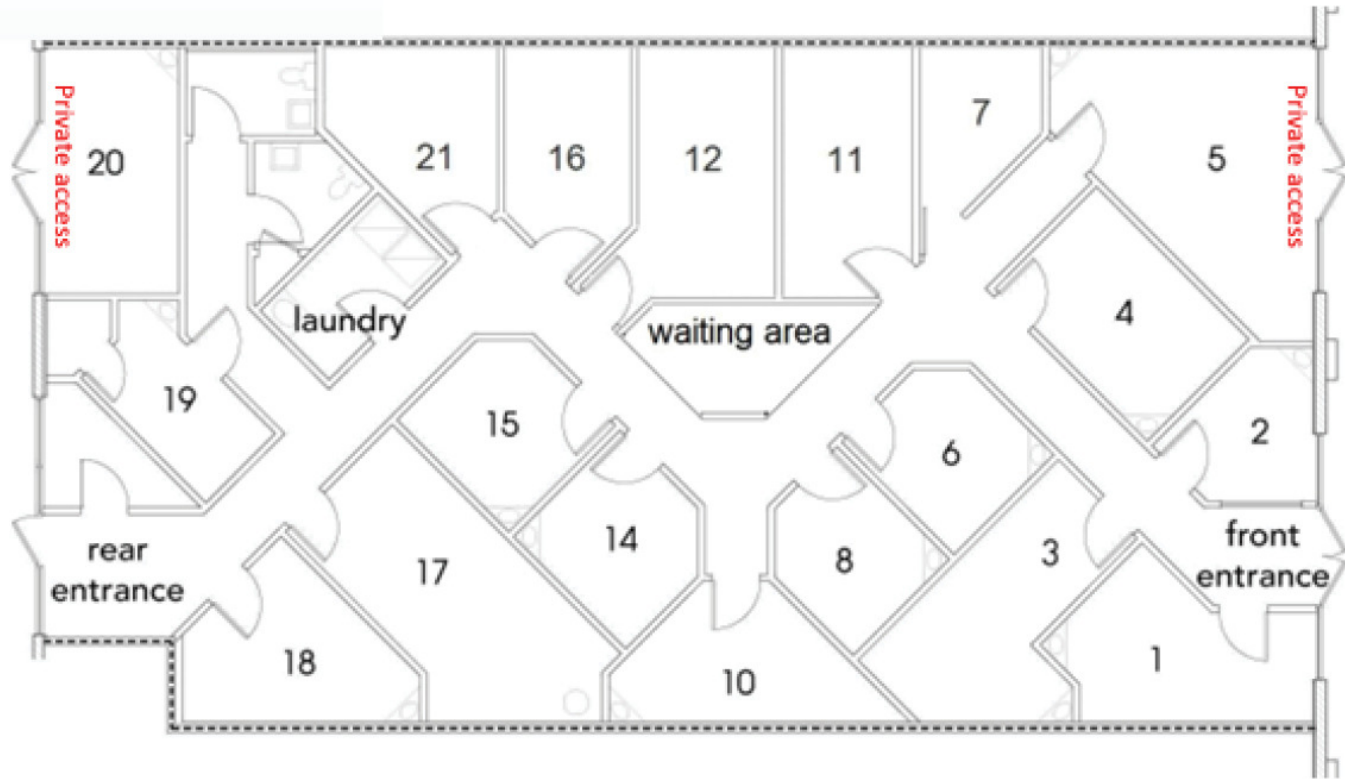 Private access
20
21
16
12
11
7
5
Private access
laundry
waiting area
4
19
15
6
2
rear
entrance
17
14
8
3
front
entrance
18
10
1